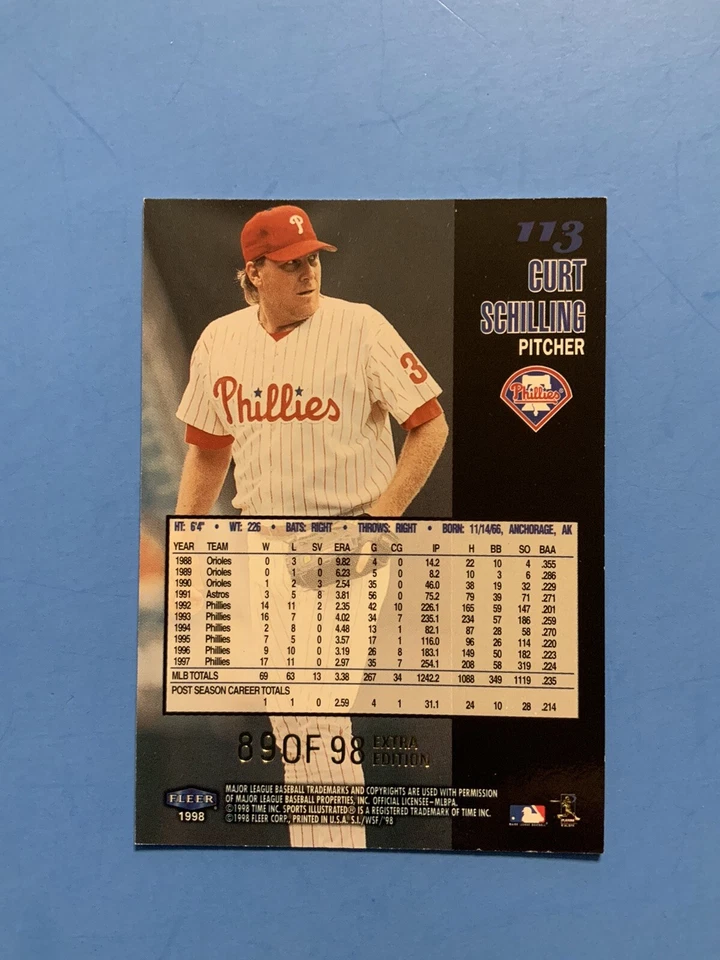 P
Phillies
3
113
CURT
SCHILLING
PITCHER
Phillies
HT: 6'4" • WT: 226 • BATS: RIGHT • THROWS: RIGHT • BORN: 11/14/66, ANCHORAGE, AK
YEAR TEAM W L SV ERA G CG IP H BB SO BAA
1988 Orioles 0 3 0 9.82 4 0 14.2 22 10 4 .355
1989 Orioles 0 1 0 6.23 5 0 8.2 10 3 6 .286
1990 Orioles 1 2 3 2.54 35 0 46.0 38 19 32 .229
1991 Astros 3 5 8 3.81 56 0 75.2 79 39 71 .271
1992 Phillies 14 11 2 2.35 42 10 226.1 165 59 147 .201
1993 Phillies 16 7 0 4.02 34 7 235.1 234 57 186 .259
1994 Phillies 2 8 0 4.48 13 1 82.1 87 28 58 .270
1995 Phillies 7 5 0 3.57 17 1 116.0 96 26 114 .220
1996 Phillies 9 10 0 3.19 26 8 183.1 149 50 182 .223
1997 Phillies 17 11 0 2.97 35 7 254.1 208 58 319 .224
MLB TOTALS 69 63 13 3.38 267 34 1242.2 1088 349 1119 .235
POST SEASON CAREER TOTALS
1 1 0 2.59 4 1 31.1 24 10 28 .214
89 OF 98 EXTRA EDITION
FLEER
1998
MAJOR LEAGUE BASEBALL TRADEMARKS AND COPYRIGHTS ARE USED WITH PERMISSION
OF MAJOR LEAGUE BASEBALL PROPERTIES, INC. OFFICIAL LICENSEE–MLBPA.
©1998 TIME INC. SPORTS ILLUSTRATED® IS A REGISTERED TRADEMARK OF TIME INC.
©1998 FLEER CORP., PRINTED IN U.S.A. S.I./WSF/'98